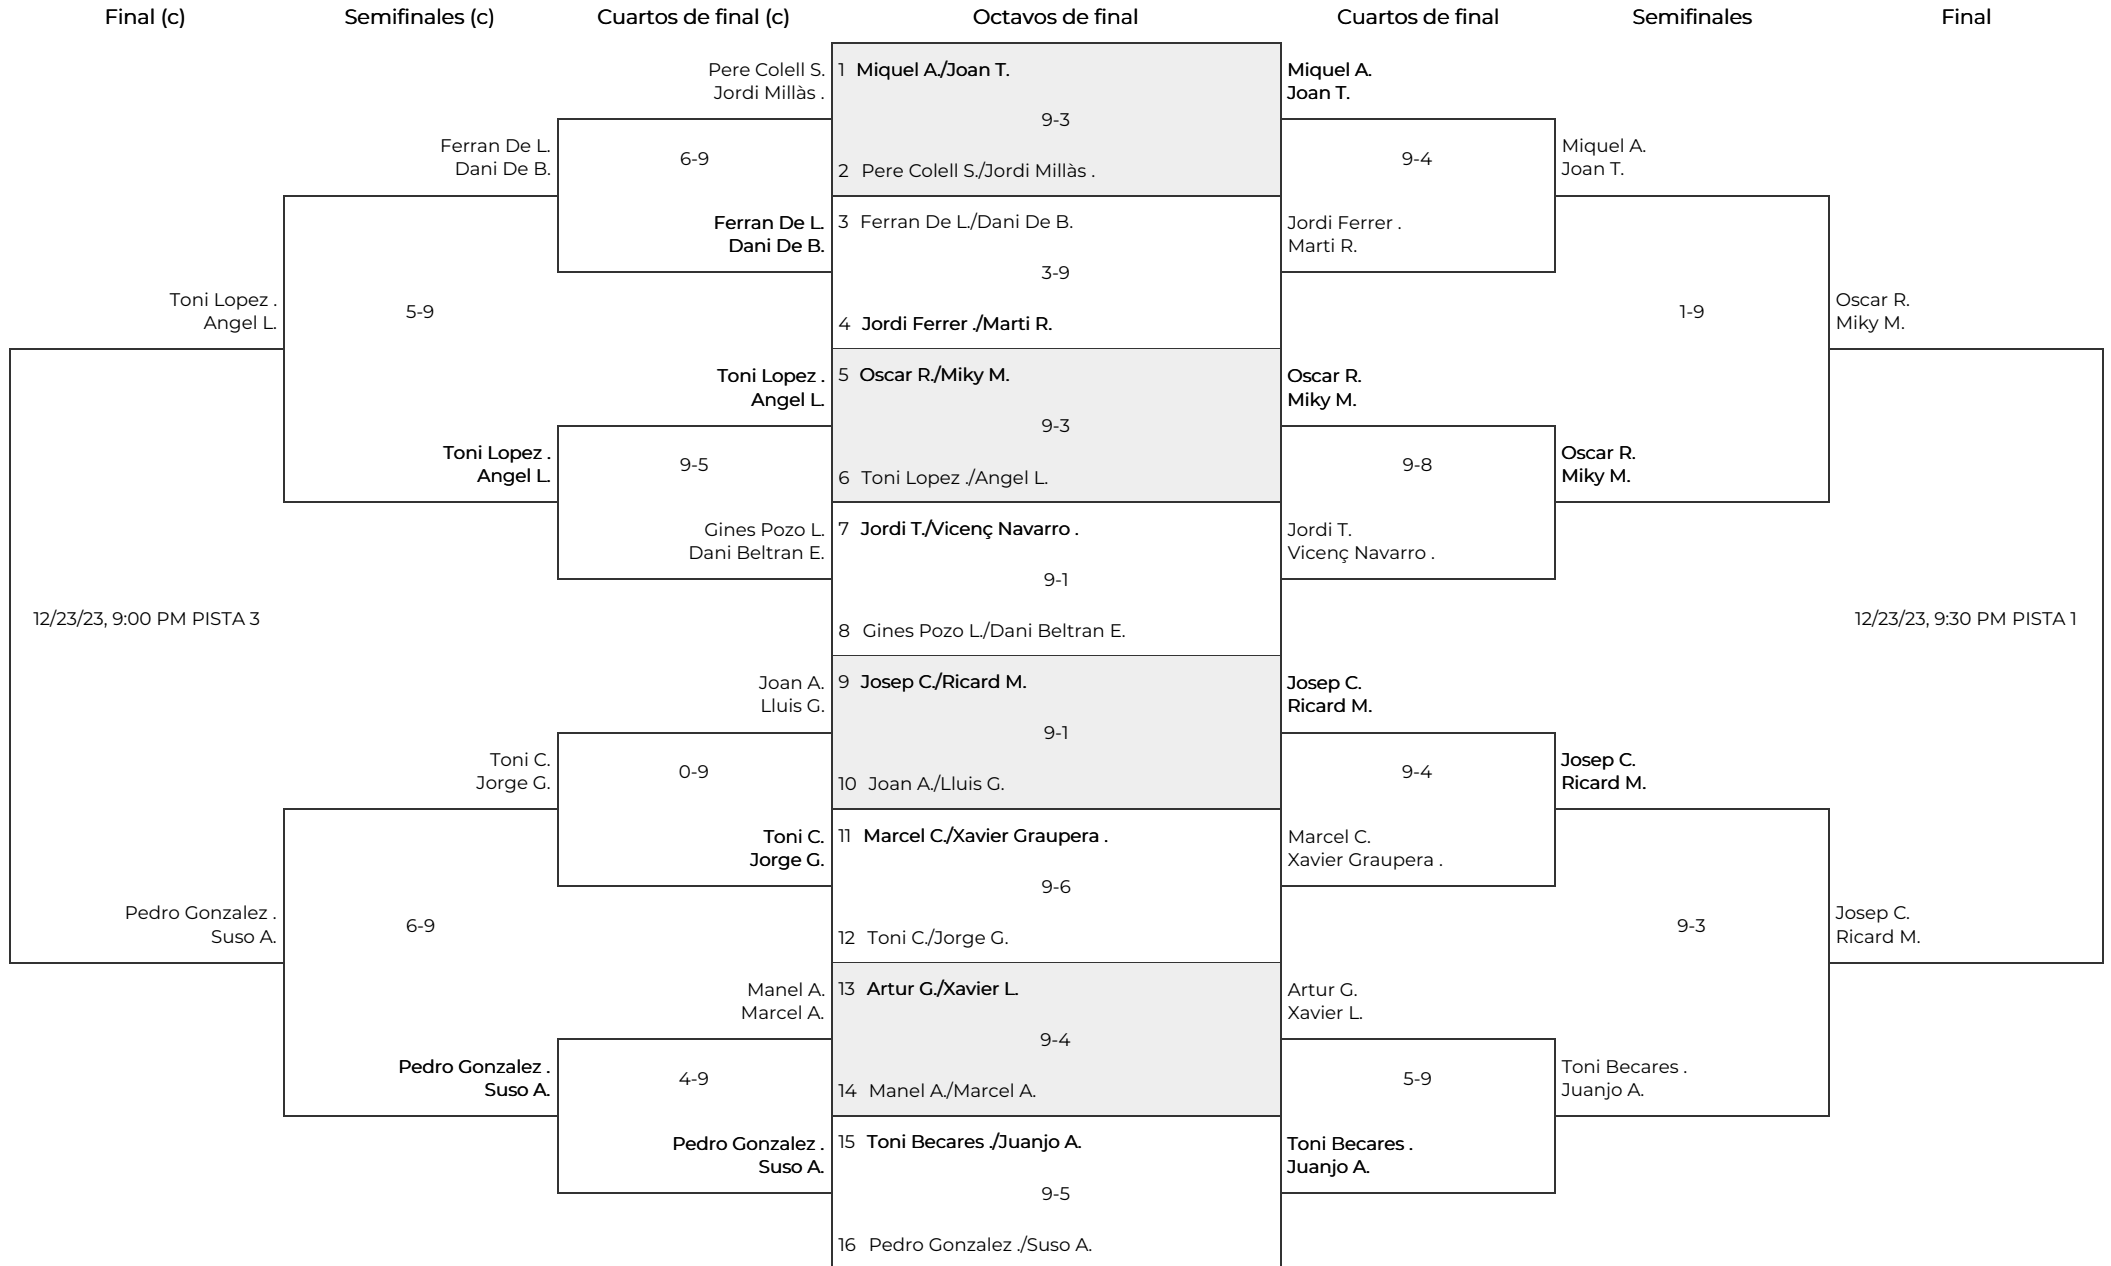 Final (c)
Semifinales (c)
Cuartos de final (c)
Octavos de final
Cuartos de final
Semifinales
Final
Toni Lopez .
Angel L.
12/23/23, 9:00 PM PISTA 3
Pedro Gonzalez .
Suso A.
Ferran De L.
Dani De B.
5-9
Toni Lopez .
Angel L.
Toni C.
Jorge G.
6-9
Pedro Gonzalez .
Suso A.
Pere Colell S.
Jordi Millàs .
6-9
Ferran De L.
Dani De B.
Toni Lopez .
Angel L.
9-5
Gines Pozo L.
Dani Beltran E.
Joan A.
Lluis G.
0-9
Toni C.
Jorge G.
Manel A.
Marcel A.
4-9
Pedro Gonzalez .
Suso A.
1 Miquel A./Joan T.
9-3
2 Pere Colell S./Jordi Millàs .
3 Ferran De L./Dani De B.
3-9
4 Jordi Ferrer ./Marti R.
5 Oscar R./Miky M.
9-3
6 Toni Lopez ./Angel L.
7 Jordi T./Vicenç Navarro .
9-1
8 Gines Pozo L./Dani Beltran E.
9 Josep C./Ricard M.
9-1
10 Joan A./Lluis G.
11 Marcel C./Xavier Graupera .
9-6
12 Toni C./Jorge G.
13 Artur G./Xavier L.
9-4
14 Manel A./Marcel A.
15 Toni Becares ./Juanjo A.
9-5
16 Pedro Gonzalez ./Suso A.
Miquel A.
Joan T.
9-4
Jordi Ferrer .
Marti R.
Oscar R.
Miky M.
9-8
Jordi T.
Vicenç Navarro .
Josep C.
Ricard M.
9-4
Marcel C.
Xavier Graupera .
Artur G.
Xavier L.
5-9
Toni Becares .
Juanjo A.
Miquel A.
Joan T.
1-9
Oscar R.
Miky M.
Josep C.
Ricard M.
9-3
Toni Becares .
Juanjo A.
Oscar R.
Miky M.
12/23/23, 9:30 PM PISTA 1
Josep C.
Ricard M.